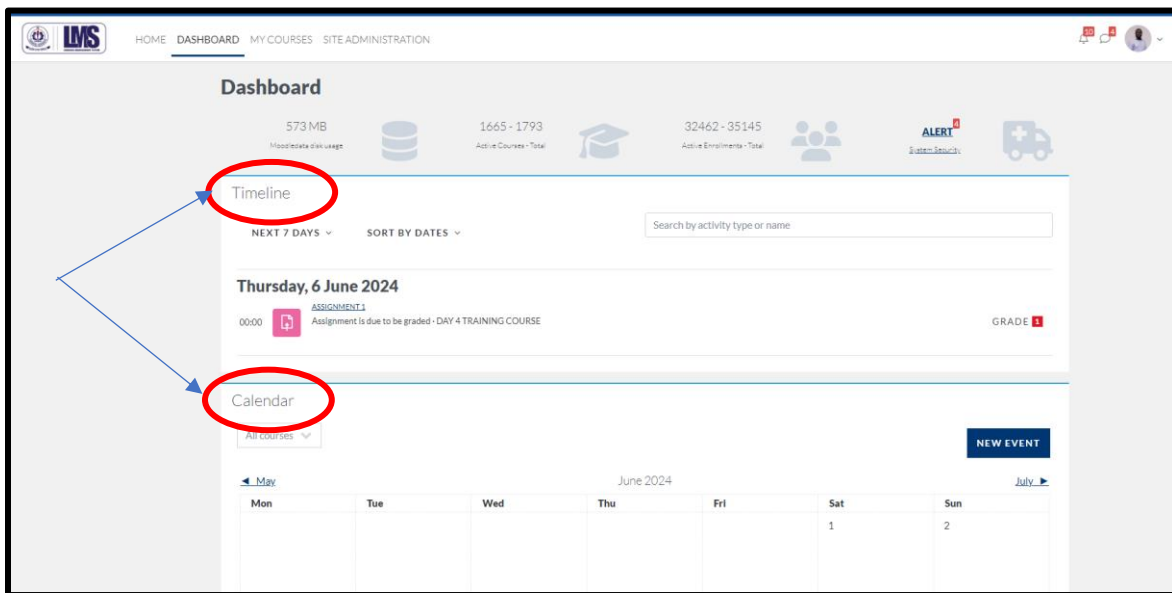 LMS
HOME DASHBOARD MY COURSES SITE ADMINISTRATION
10 4
Dashboard
573 MB
Moodledata disk usage
1665 - 1793
Active Courses - Total
32462 - 35145
Active Enrollments - Total
ALERT 4
System Security
Timeline
NEXT 7 DAYS SORT BY DATES
Search by activity type or name
Thursday, 6 June 2024
ASSIGNMENT 1
00:00 Assignment is due to be graded · DAY 4 TRAINING COURSE GRADE 1
Calendar
All courses
NEW EVENT
◄ May June 2024 July ►
Mon Tue Wed Thu Fri Sat Sun
1 2